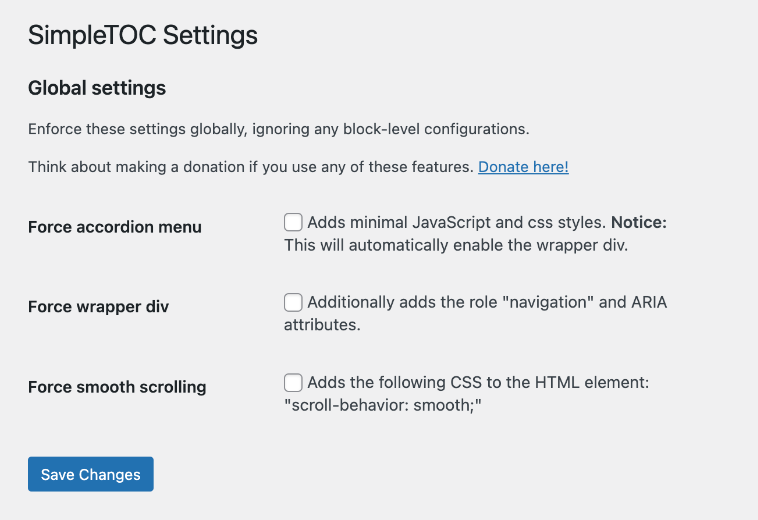 SimpleTOC Settings
Global settings
Enforce these settings globally, ignoring any block-level configurations.
Think about making a donation if you use any of these features. Donate here!
Force accordion menu
Adds minimal JavaScript and css styles. Notice:
This will automatically enable the wrapper div.
Force wrapper div
Additionally adds the role "navigation" and ARIA
attributes.
Force smooth scrolling
Adds the following CSS to the HTML element:
"scroll-behavior: smooth;"
Save Changes